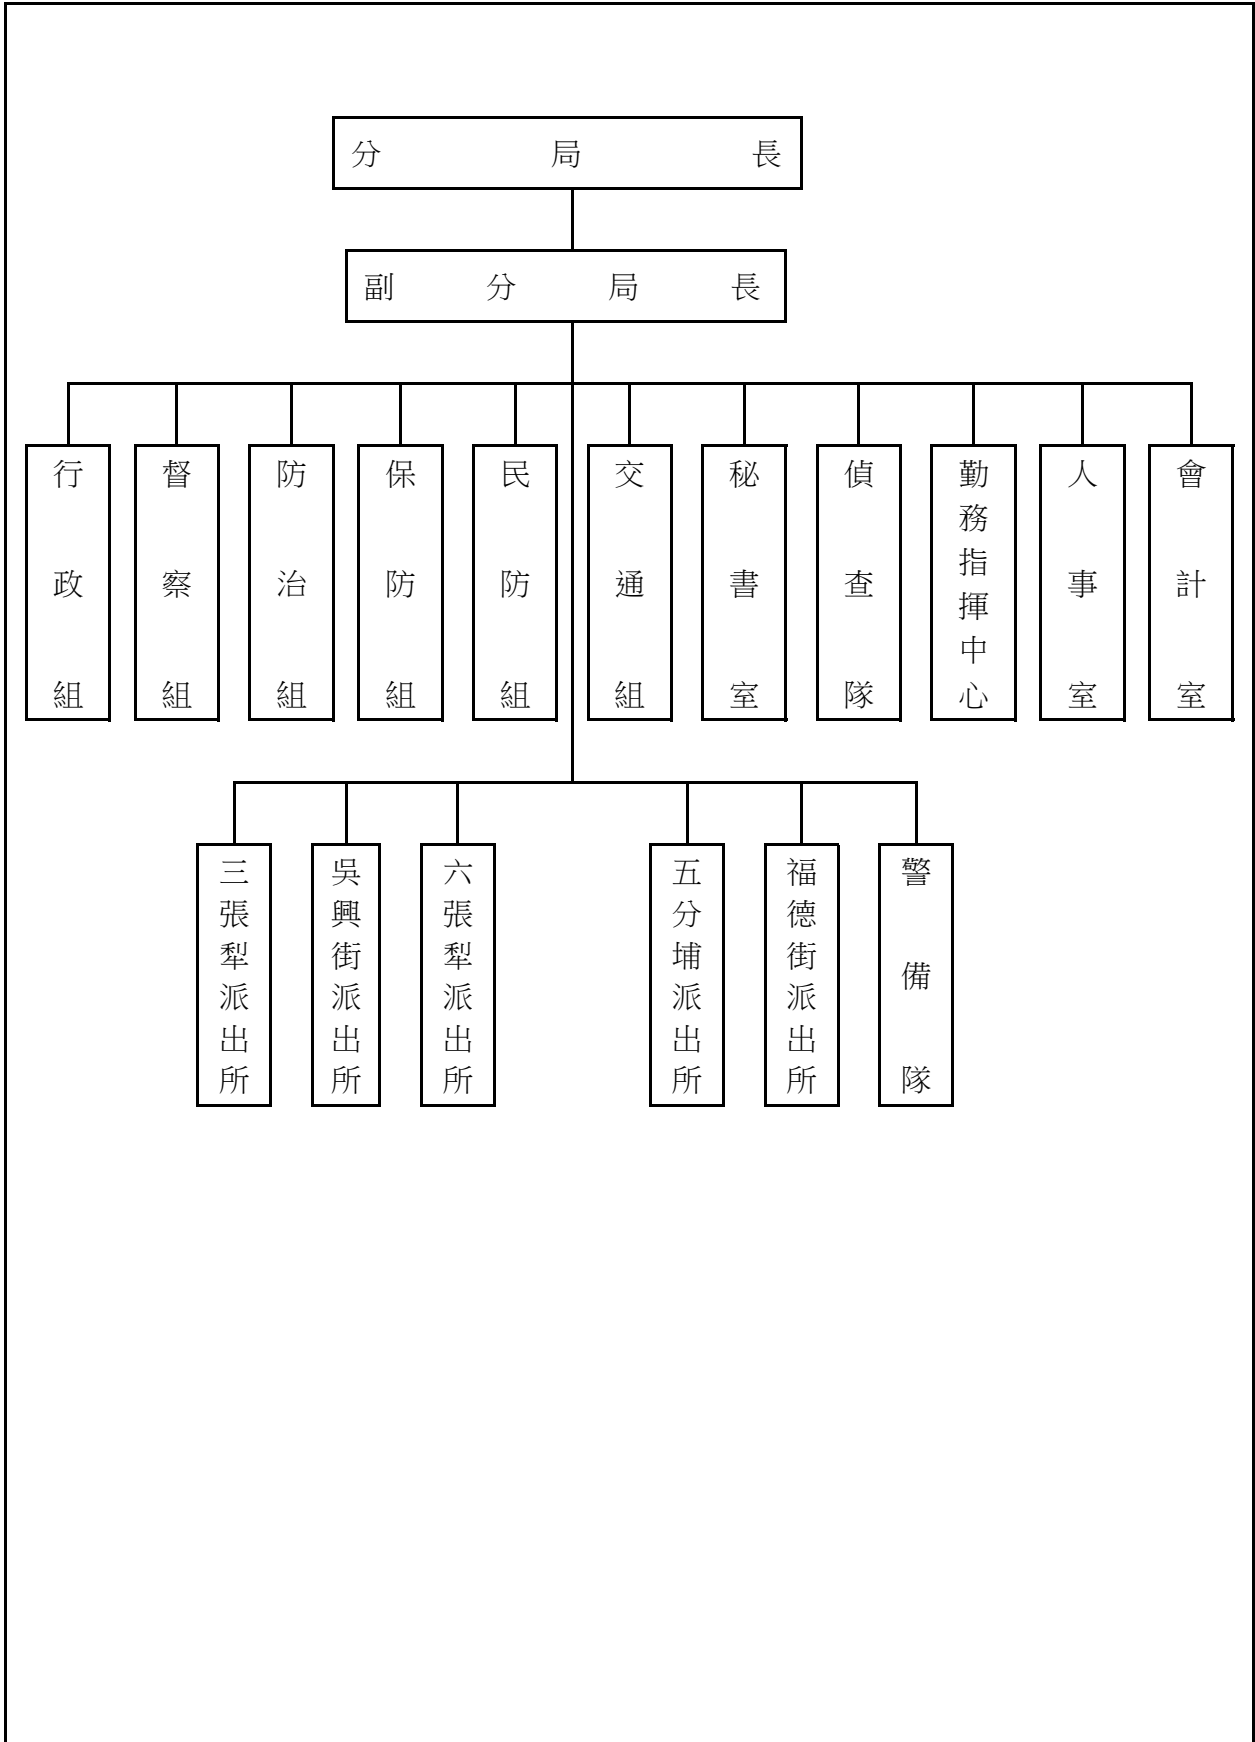 分局長
副分局長
行政組
督察組
防治組
保防組
民防組
交通組
秘書室
偵查隊
勤務指揮中心
人事室
會計室
三張犁派出所
吳興街派出所
六張犁派出所
五分埔派出所
福德街派出所
警備隊